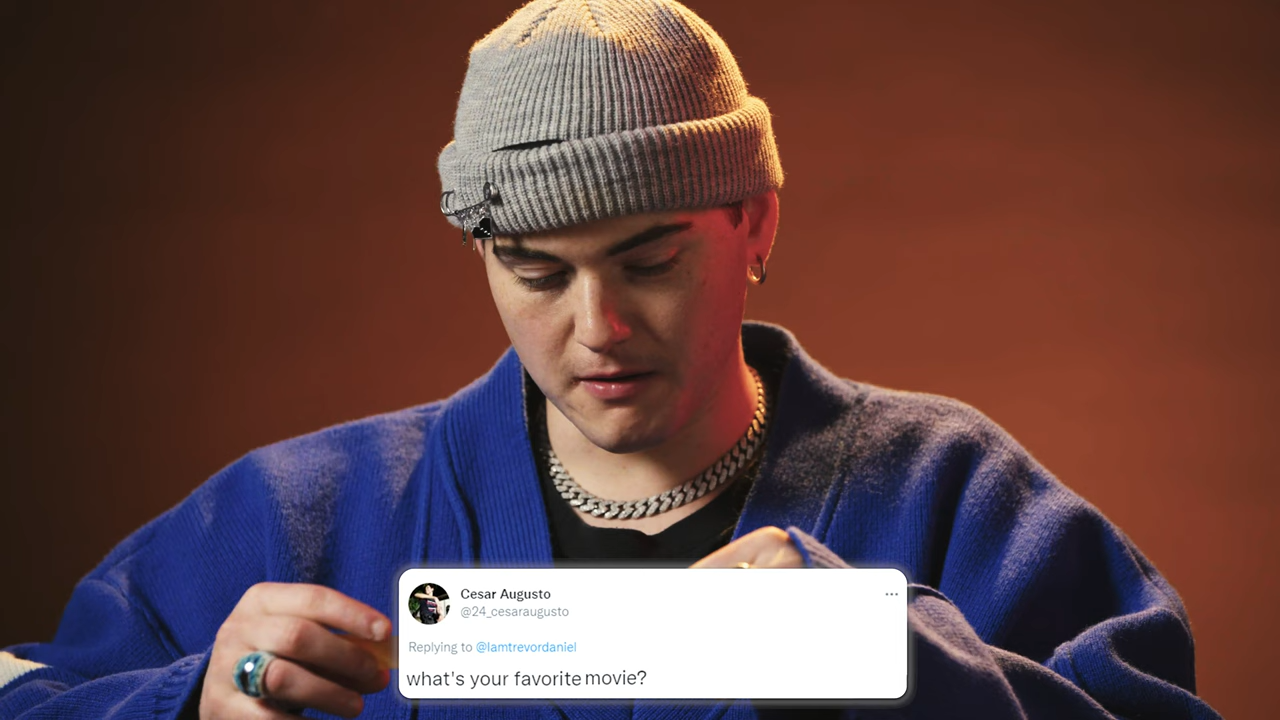 Cesar Augusto
@24_cesaraugusto
Replying to @Iamtrevordaniel
what's your favorite movie?